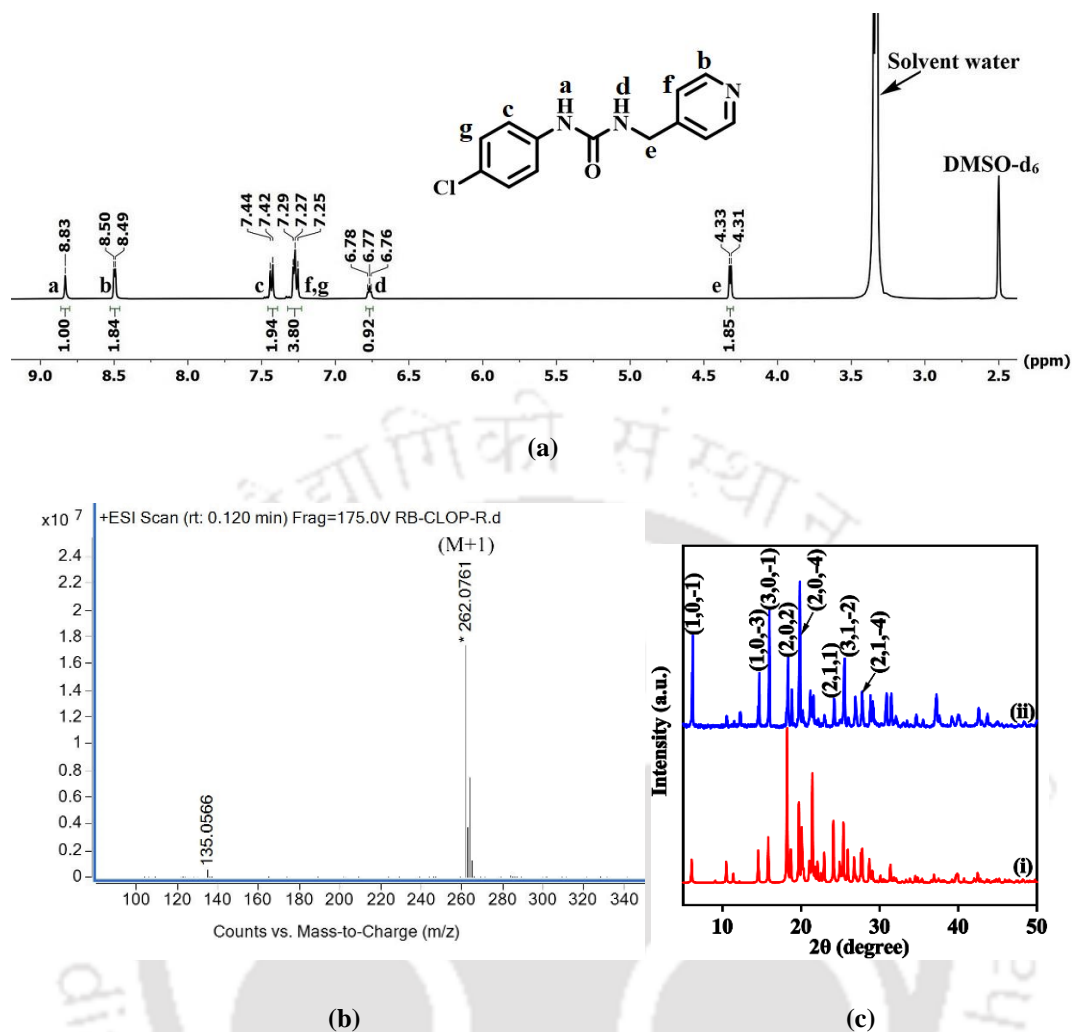 a
H
N
d
H
N
b
N
f
c
g
O
e
Cl
Solvent water
DMSO-d6
8.83
8.50
8.49
7.44
7.42
7.29
7.27
7.25
6.78
6.77
6.76
4.33
4.31
a
b
c
f,g
d
e
1.00
1.84
1.94
3.80
0.92
1.85
9.0 8.5 8.0 7.5 7.0 6.5 6.0 5.5 5.0 4.5 4.0 3.5 3.0 2.5 (ppm)
(a)
x10 7
+ESI Scan (rt: 0.120 min) Frag=175.0V RB-CLOP-R.d
(M+1)
* 262.0761
135.0566
2.4
2.2
2
1.8
1.6
1.4
1.2
1
0.8
0.6
0.4
0.2
0
100 120 140 160 180 200 220 240 260 280 300 320 340
Counts vs. Mass-to-Charge (m/z)
(b)
Intensity (a.u.)
(1,0,-1)
(1,0,-3)
(3,0,-1)
(2,0,2)
(2,0,-4)
(2,1,1)
(3,1,-2)
(2,1,-4)
(ii)
(i)
10 20 30 40 50
2θ (degree)
(c)